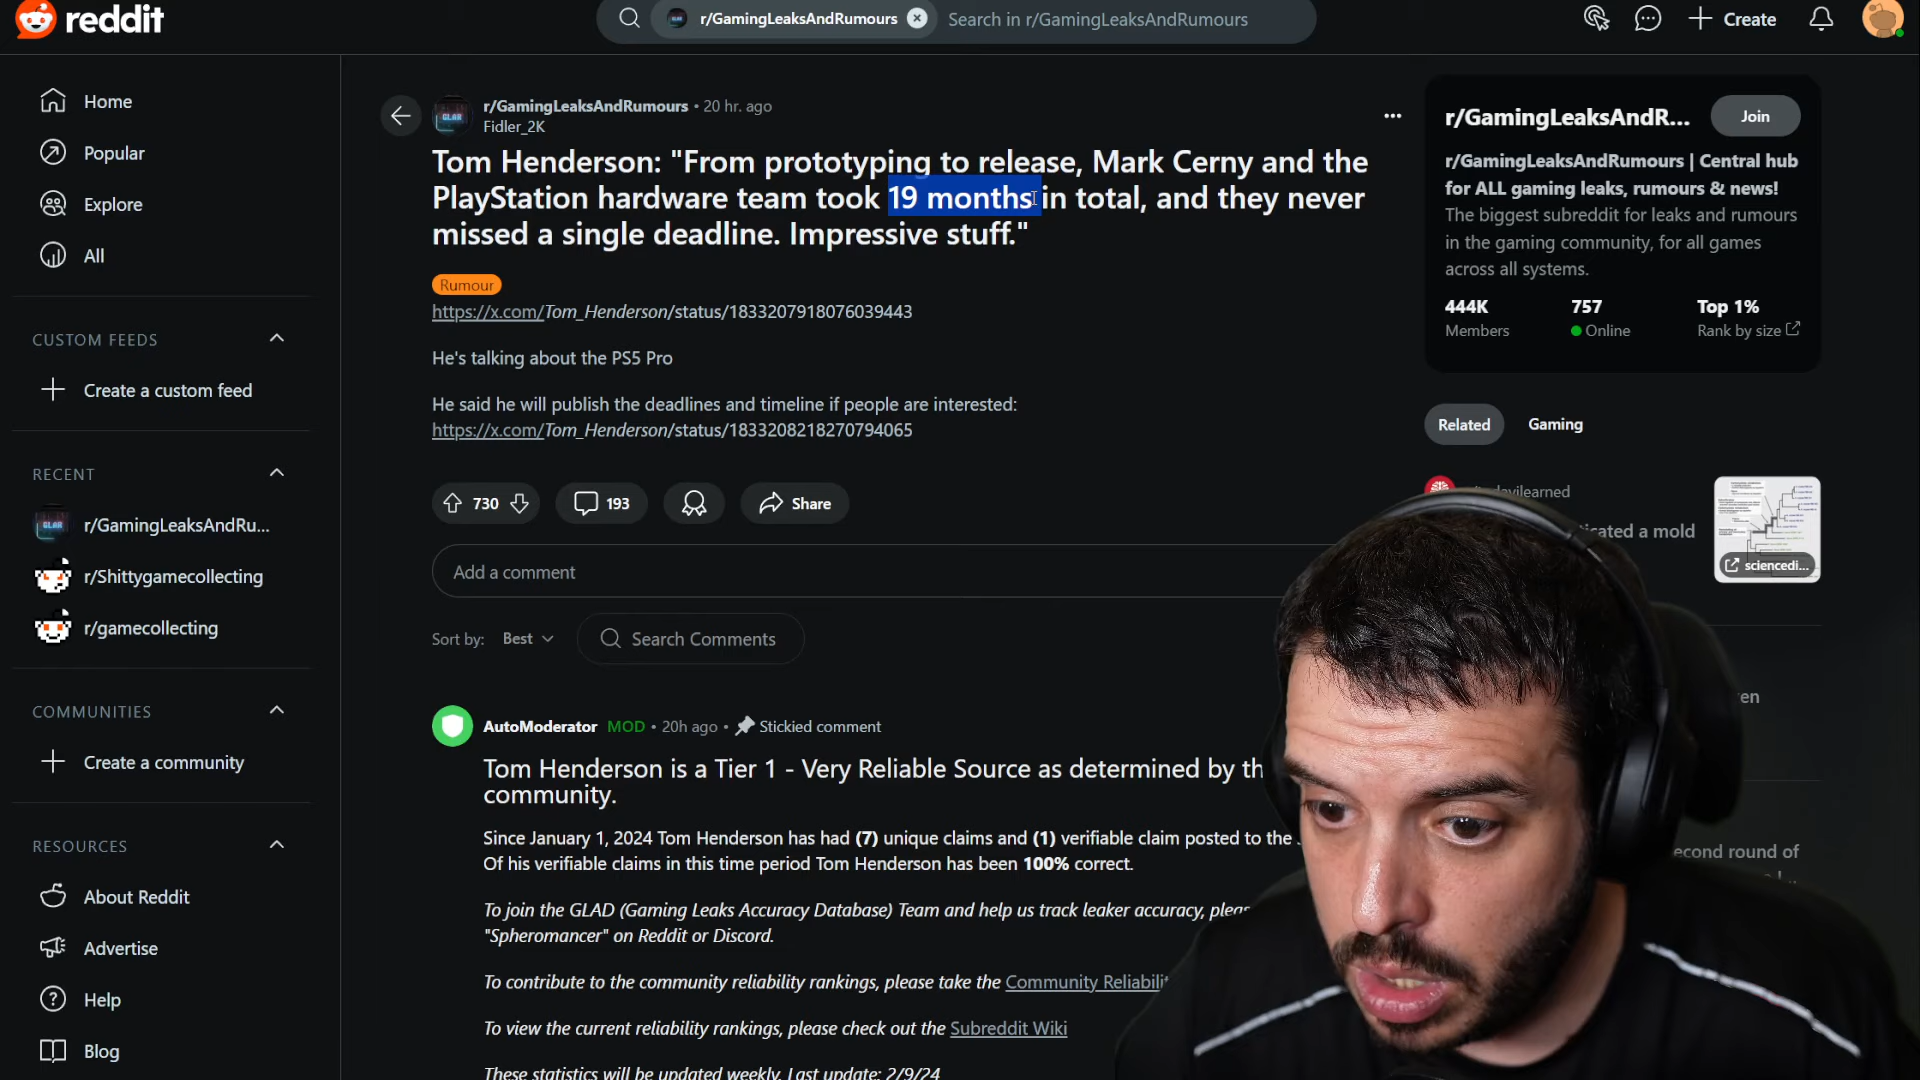 reddit
r/GamingLeaksAndRumours
Search in r/GamingLeaksAndRumours
Create
Home
Popular
Explore
All
CUSTOM FEEDS
Create a custom feed
RECENT
r/GamingLeaksAndRu...
r/Shittygamecollecting
r/gamecollecting
COMMUNITIES
Create a community
RESOURCES
About Reddit
Advertise
Help
Blog
GLAR
r/GamingLeaksAndRumours • 20 hr. ago
Fidler_2K
Tom Henderson: "From prototyping to release, Mark Cerny and the
PlayStation hardware team took 19 months in total, and they never
missed a single deadline. Impressive stuff."
Rumour
https://x.com/Tom_Henderson/status/1833207918076039443
He's talking about the PS5 Pro
He said he will publish the deadlines and timeline if people are interested:
https://x.com/Tom_Henderson/status/1833208218270794065
730
193
Share
Add a comment
Sort by: Best
Search Comments
AutoModerator MOD • 20h ago • Stickied comment
Tom Henderson is a Tier 1 - Very Reliable Source as determined by th
community.
Since January 1, 2024 Tom Henderson has had (7) unique claims and (1) verifiable claim posted to the
Of his verifiable claims in this time period Tom Henderson has been 100% correct.
To join the GLAD (Gaming Leaks Accuracy Database) Team and help us track leaker accuracy, pleas
"Spheromancer" on Reddit or Discord.
To contribute to the community reliability rankings, please take the Community Reliabilit
To view the current reliability rankings, please check out the Subreddit Wiki
These statistics will be updated weekly. Last update: 2/9/24
r/GamingLeaksAndR...
Join
r/GamingLeaksAndRumours | Central hub
for ALL gaming leaks, rumours & news!
The biggest subreddit for leaks and rumours
in the gaming community, for all games
across all systems.
444K
Members
757
Online
Top 1%
Rank by size
Related
Gaming
ilearned
icated a mold
sciencedi...
en
econd round of